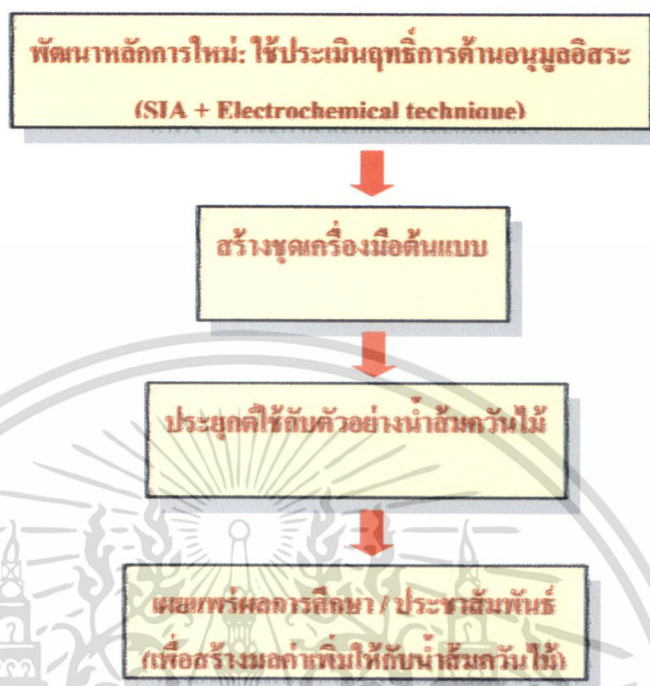 พัฒนาหลักการใหม่: ใช้ประเมินฤทธิ์การต้านอนุมูลอิสระ
(SIA + Electrochemical technique)
สร้างชุดเครื่องมือต้นแบบ
ประยุกต์ใช้กับตัวอย่างน้ำส้มควันไม้
เผยแพร่ผลการศึกษา / ประชาสัมพันธ์
(เพื่อสร้างมูลค่าเพิ่มให้กับน้ำส้มควันไม้)